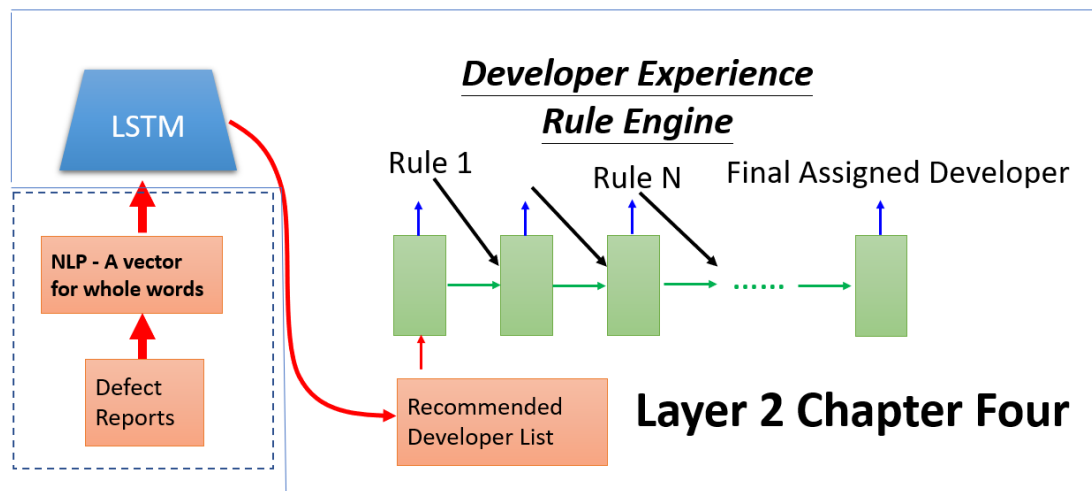 LSTM
NLP - A vector
for whole words
Defect
Reports
Developer Experience
Rule Engine
Rule 1
Rule N
Final Assigned Developer
......
Recommended
Developer List
Layer 2 Chapter Four